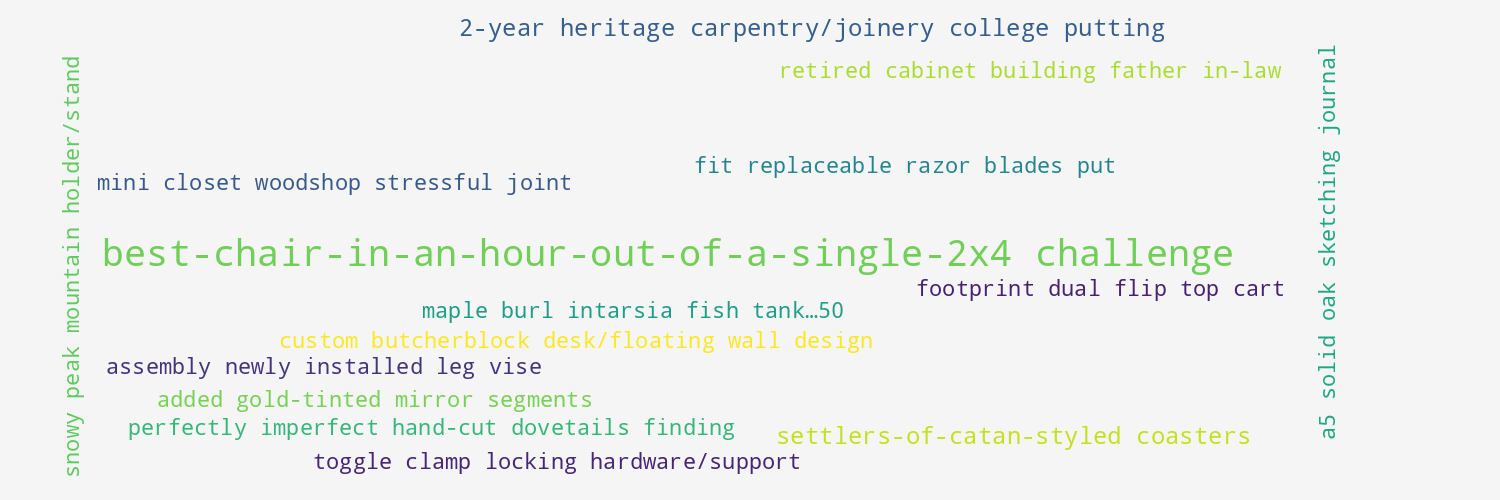 2-year heritage carpentry/joinery college putting
retired cabinet building father in-law
snowy peak mountain holder/stand
a5 solid oak sketching journal
fit replaceable razor blades put
mini closet woodshop stressful joint
best-chair-in-an-hour-out-of-a-single-2x4 challenge
footprint dual flip top cart
maple burl intarsia fish tank…50
custom butcherblock desk/floating wall design
assembly newly installed leg vise
added gold-tinted mirror segments
perfectly imperfect hand-cut dovetails finding
settlers-of-catan-styled coasters
toggle clamp locking hardware/support